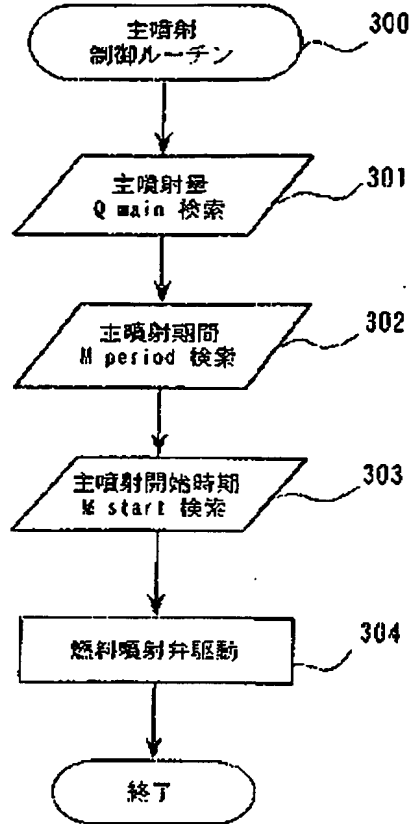 主噴射
制御ルーチン
300
主噴射量
Q main 検索
301
主噴射期間
M period 検索
302
主噴射開始時期
M start 検索
303
燃料噴射弁駆動
304
終了